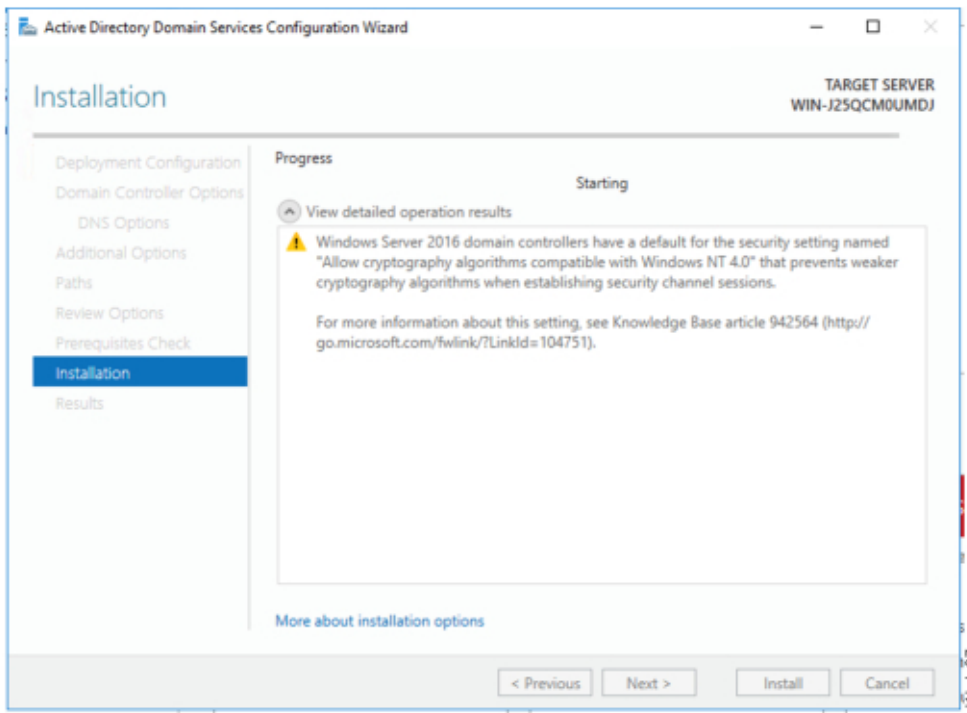 Active Directory Domain Services Configuration Wizard
Installation
TARGET SERVER
WIN-J25QCM0UMDJ
Deployment Configuration
Domain Controller Options
DNS Options
Additional Options
Paths
Review Options
Prerequisites Check
Installation
Results
Progress
Starting
View detailed operation results
Windows Server 2016 domain controllers have a default for the security setting named
"Allow cryptography algorithms compatible with Windows NT 4.0" that prevents weaker
cryptography algorithms when establishing security channel sessions.
For more information about this setting, see Knowledge Base article 942564 (http://
go.microsoft.com/fwlink/?LinkId=104751).
More about installation options
< Previous
Next >
Install
Cancel